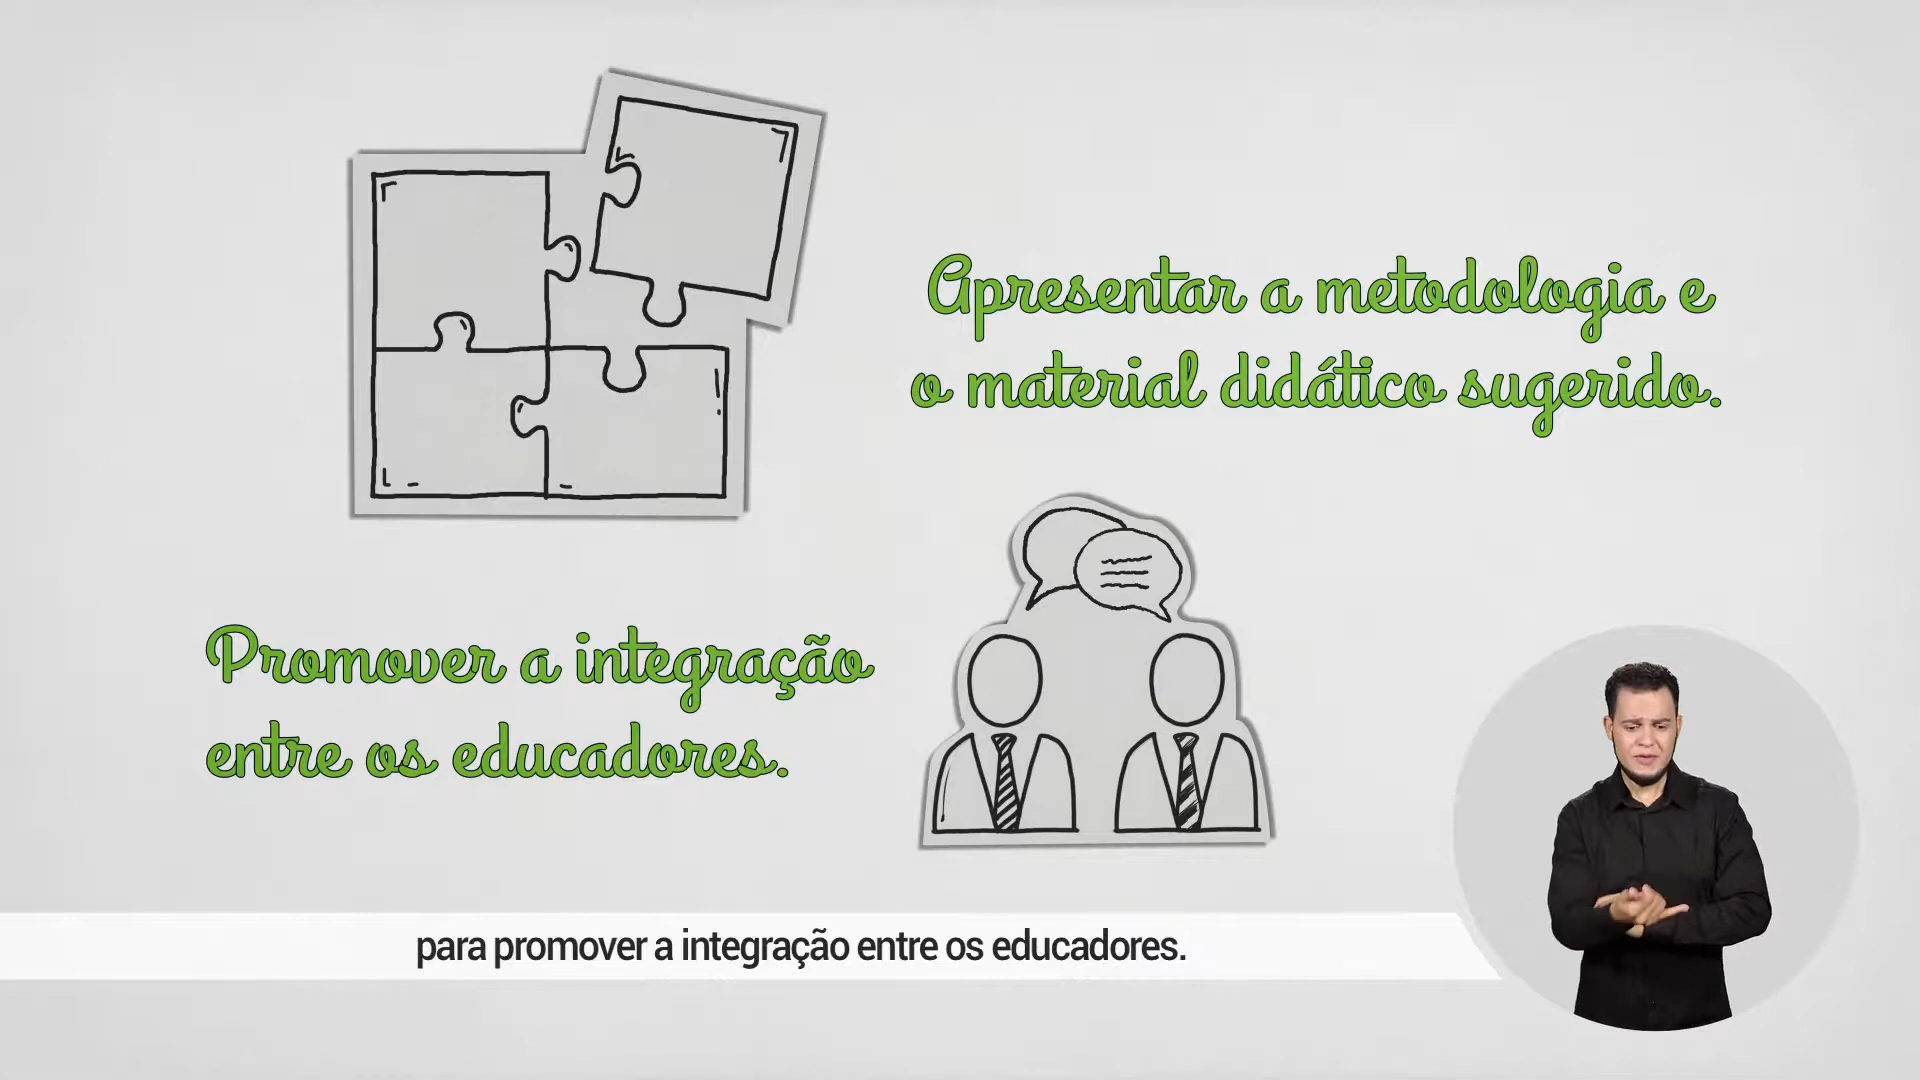 Apresentar a metodologia e
o material didático sugerido.
Promover a integração
entre os educadores.
para promover a integração entre os educadores.